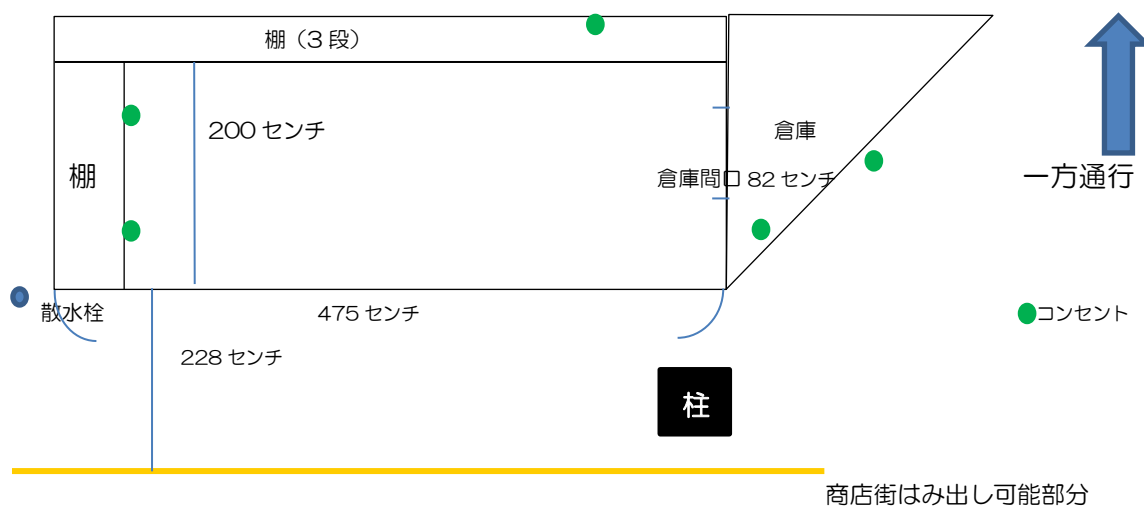 棚（3段）
200 センチ
倉庫
棚
倉庫間口 82 センチ
一方通行
散水栓
475 センチ
コンセント
228 センチ
柱
商店街はみ出し可能部分